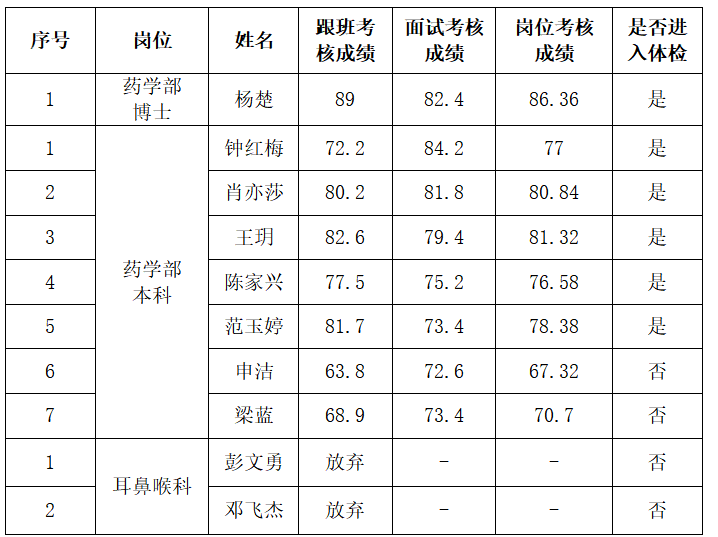 序号 岗位 姓名 跟班考核成绩 面试考核成绩 岗位考核成绩 是否进入体检
1 药学部博士 杨楚 89 82.4 86.36 是
1 药学部本科 钟红梅 72.2 84.2 77 是
2 肖亦莎 80.2 81.8 80.84 是
3 王玥 82.6 79.4 81.32 是
4 陈家兴 77.5 75.2 76.58 是
5 范玉婷 81.7 73.4 78.38 是
6 申洁 63.8 72.6 67.32 否
7 梁蓝 68.9 73.4 70.7 否
1 耳鼻喉科 彭文勇 放弃 - - 否
2 邓飞杰 放弃 - - 否